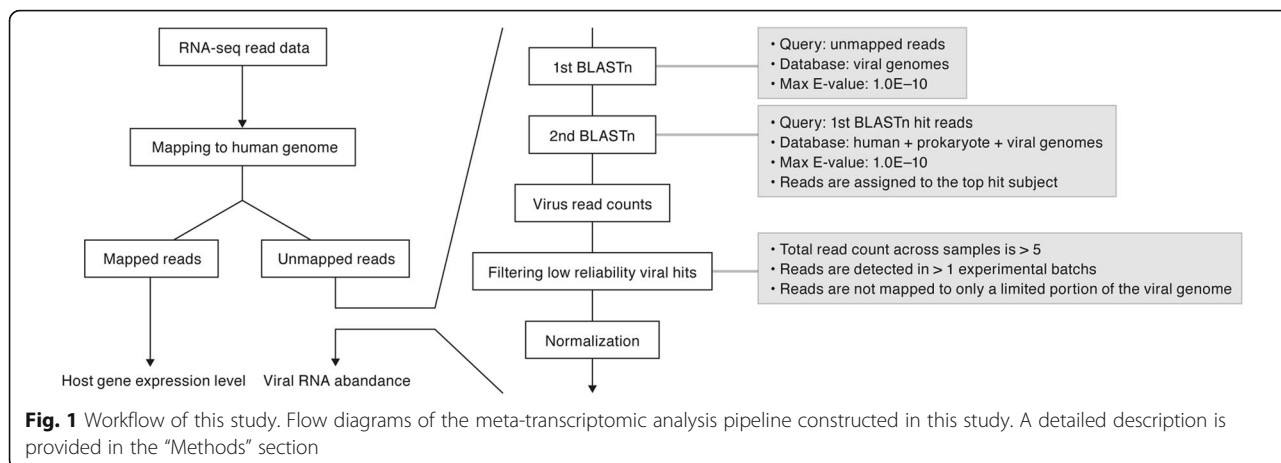 RNA-seq read data
Mapping to human genome
Mapped reads
Unmapped reads
Host gene expression level
Viral RNA abandance
1st BLASTn
• Query: unmapped reads
• Database: viral genomes
• Max E-value: 1.0E–10
2nd BLASTn
• Query: 1st BLASTn hit reads
• Database: human + prokaryote + viral genomes
• Max E-value: 1.0E–10
• Reads are assigned to the top hit subject
Virus read counts
Filtering low reliability viral hits
• Total read count across samples is > 5
• Reads are detected in > 1 experimental batchs
• Reads are not mapped to only a limited portion of the viral genome
Normalization
Fig. 1 Workflow of this study. Flow diagrams of the meta-transcriptomic analysis pipeline constructed in this study. A detailed description is
provided in the “Methods” section